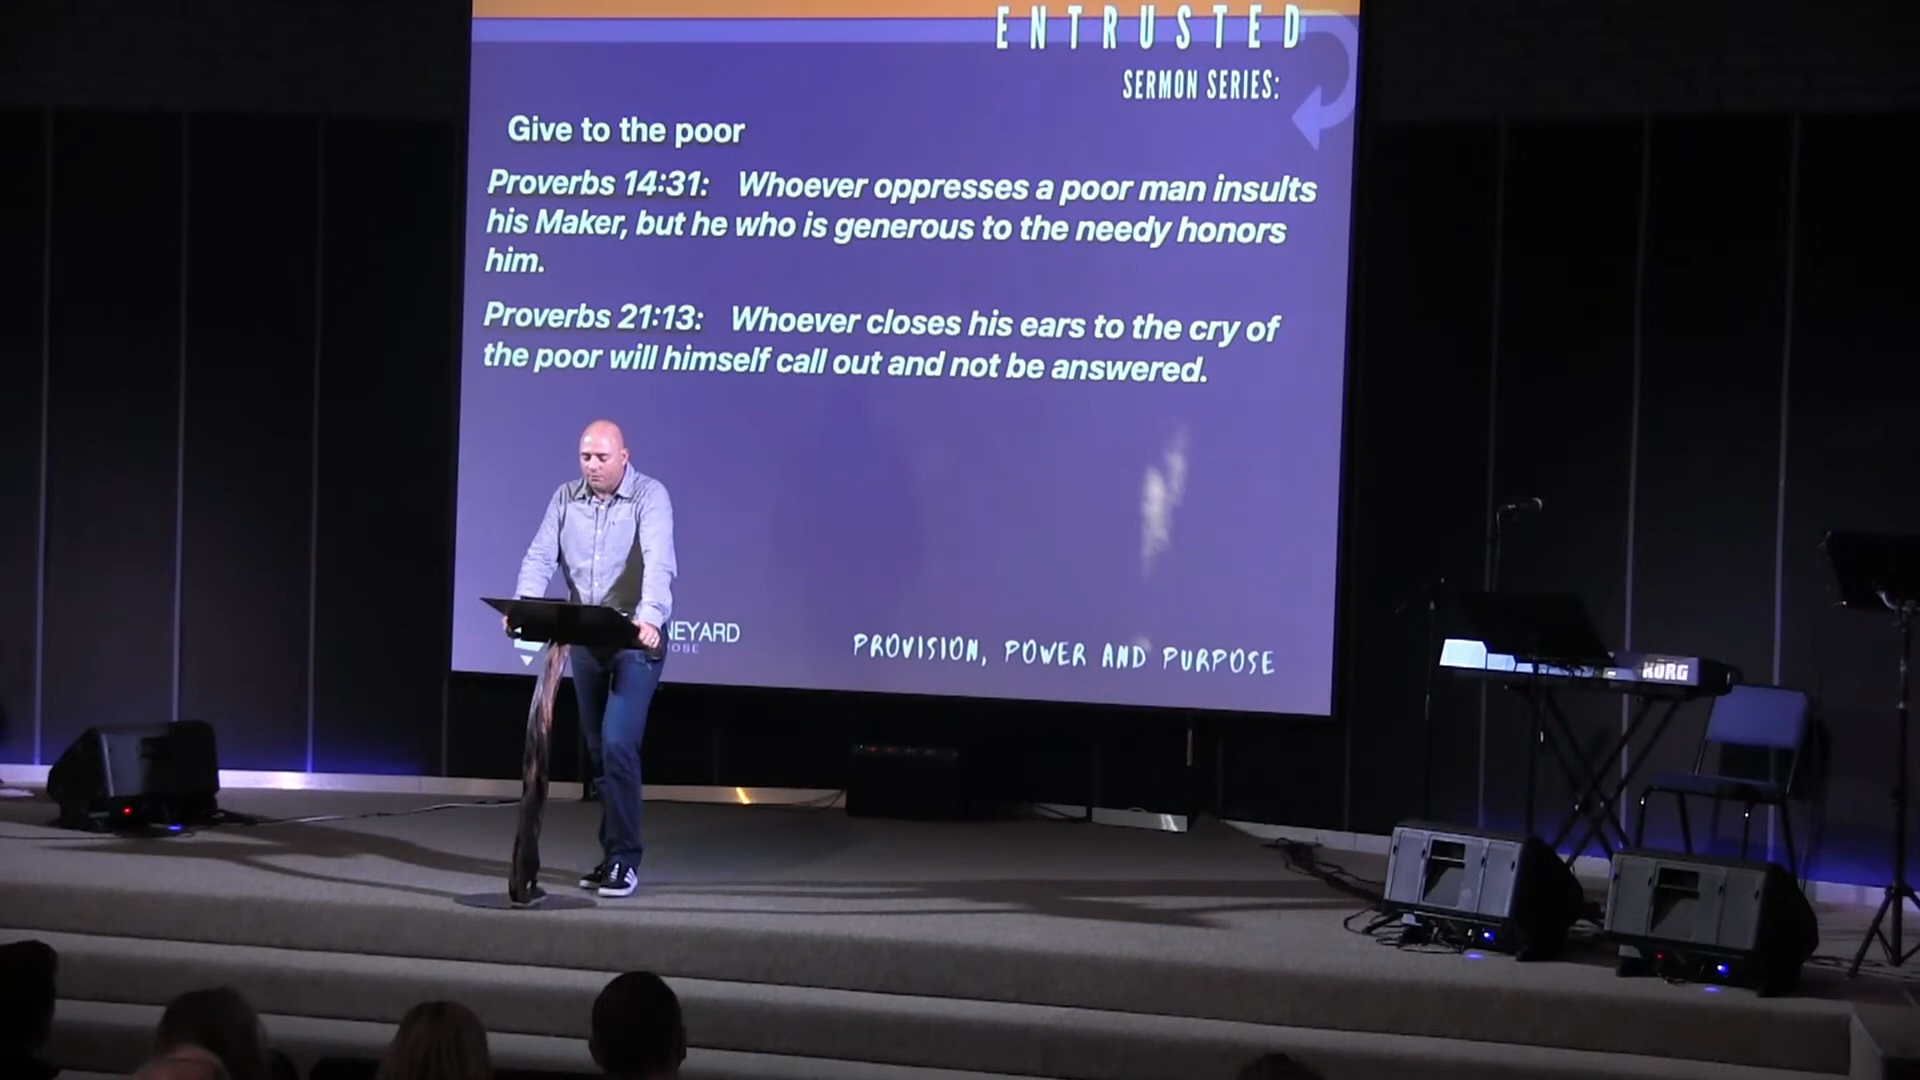 ENTRUSTED
SERMON SERIES:
Give to the poor
Proverbs 14:31: Whoever oppresses a poor man insults
his Maker, but he who is generous to the needy honors
him.
Proverbs 21:13: Whoever closes his ears to the cry of
the poor will himself call out and not be answered.
NEYARD
OSE
PROVISION, POWER AND PURPOSE
KORG